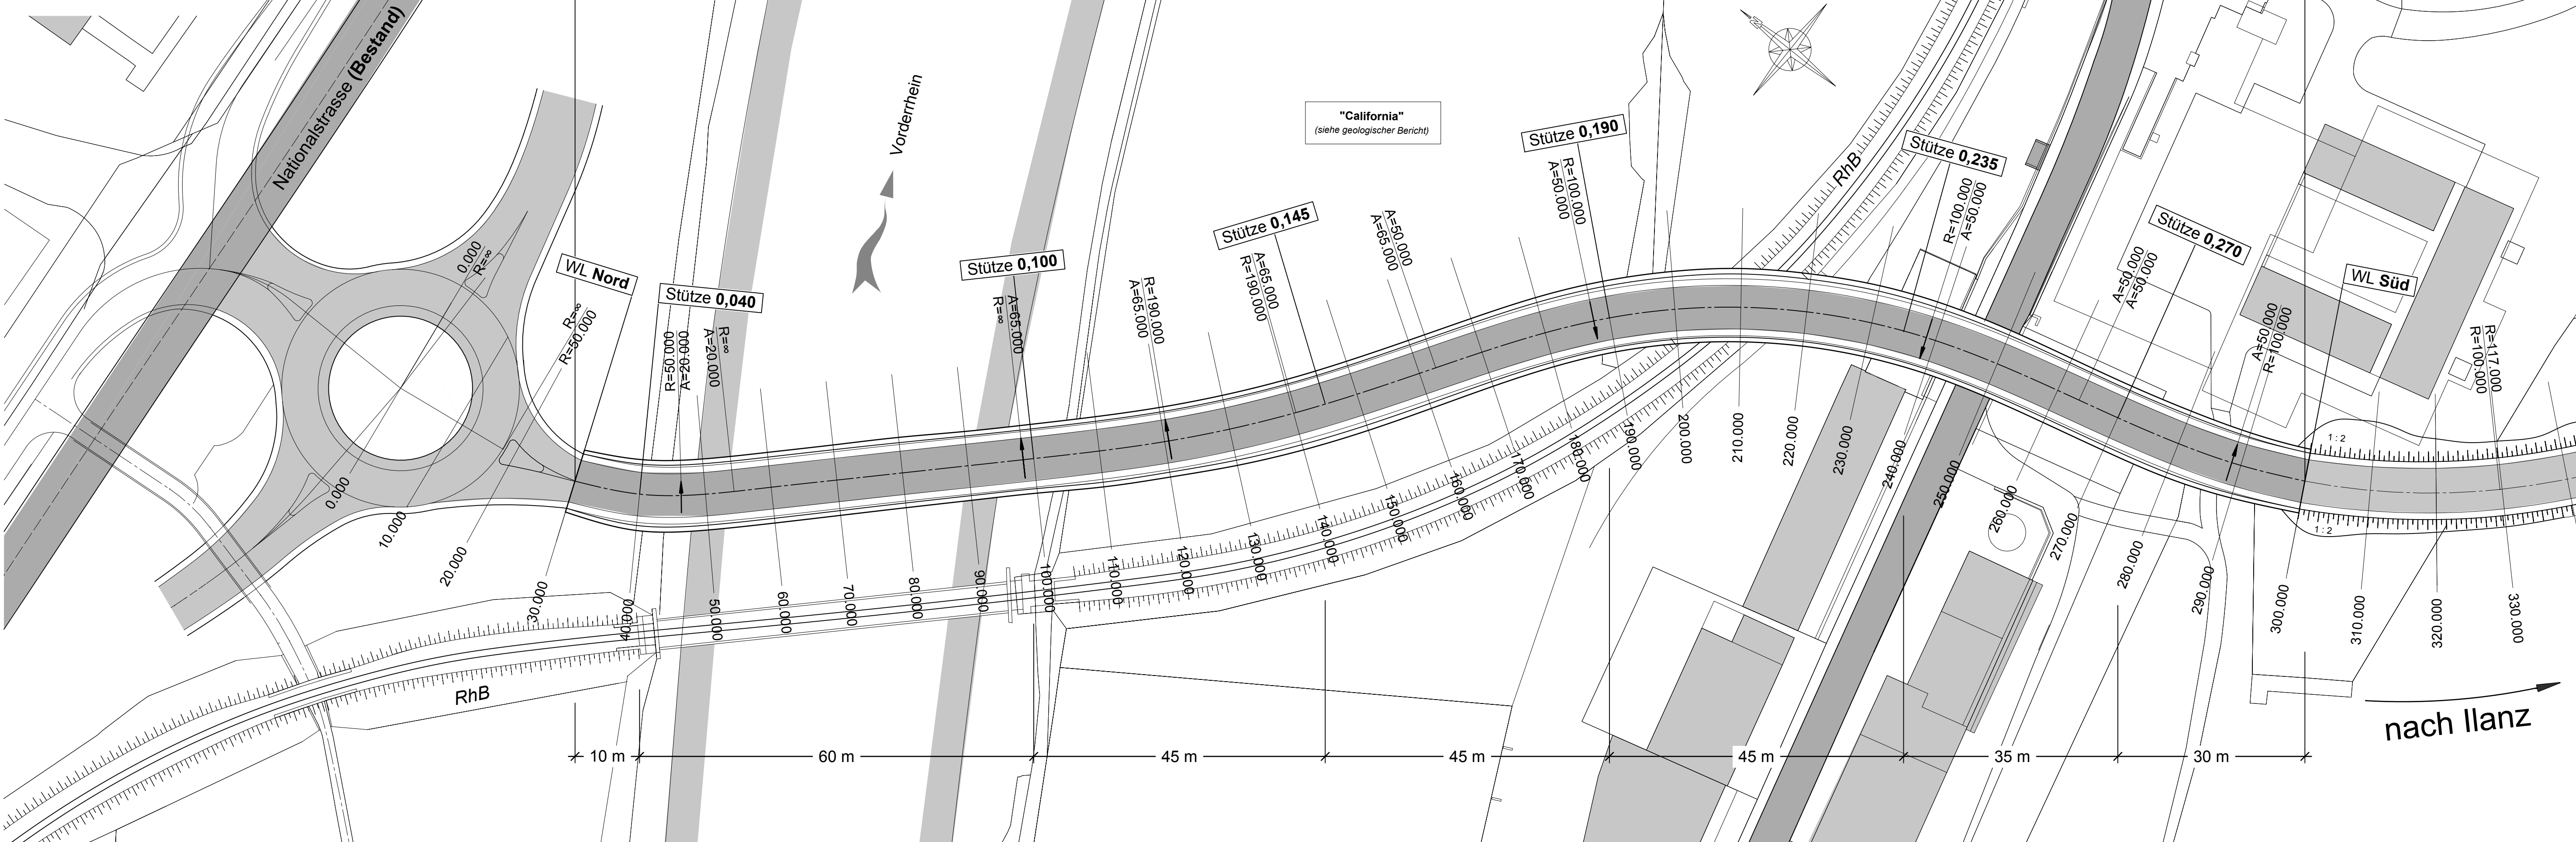 Nationalstrasse (Bestand)
Vorderrhein
"California"
(siehe geologischer Bericht)
RhB
WL Nord
Stütze 0,040
Stütze 0,100
Stütze 0,145
Stütze 0,190
Stütze 0,235
Stütze 0,270
WL Süd
0.000
R=∞
R=∞
R=50.000
R=50.000
A=20.000
R=∞
A=20.000
A=65.000
R=∞
R=190.000
A=65.000
A=65.000
R=190.000
A=50.000
A=65.000
R=100.000
A=50.000
R=100.000
A=50.000
A=50.000
A=50.000
A=50.000
R=100.000
R=117.000
R=100.000
1 : 2
1 : 2
0.000
10.000
20.000
30.000
40.000
50.000
60.000
70.000
80.000
90.000
100.000
110.000
120.000
130.000
140.000
150.000
160.000
170.000
180.000
190.000
200.000
210.000
220.000
230.000
240.000
250.000
260.000
270.000
280.000
290.000
300.000
310.000
320.000
330.000
RhB
nach Ilanz
10 m
60 m
45 m
45 m
45 m
35 m
30 m